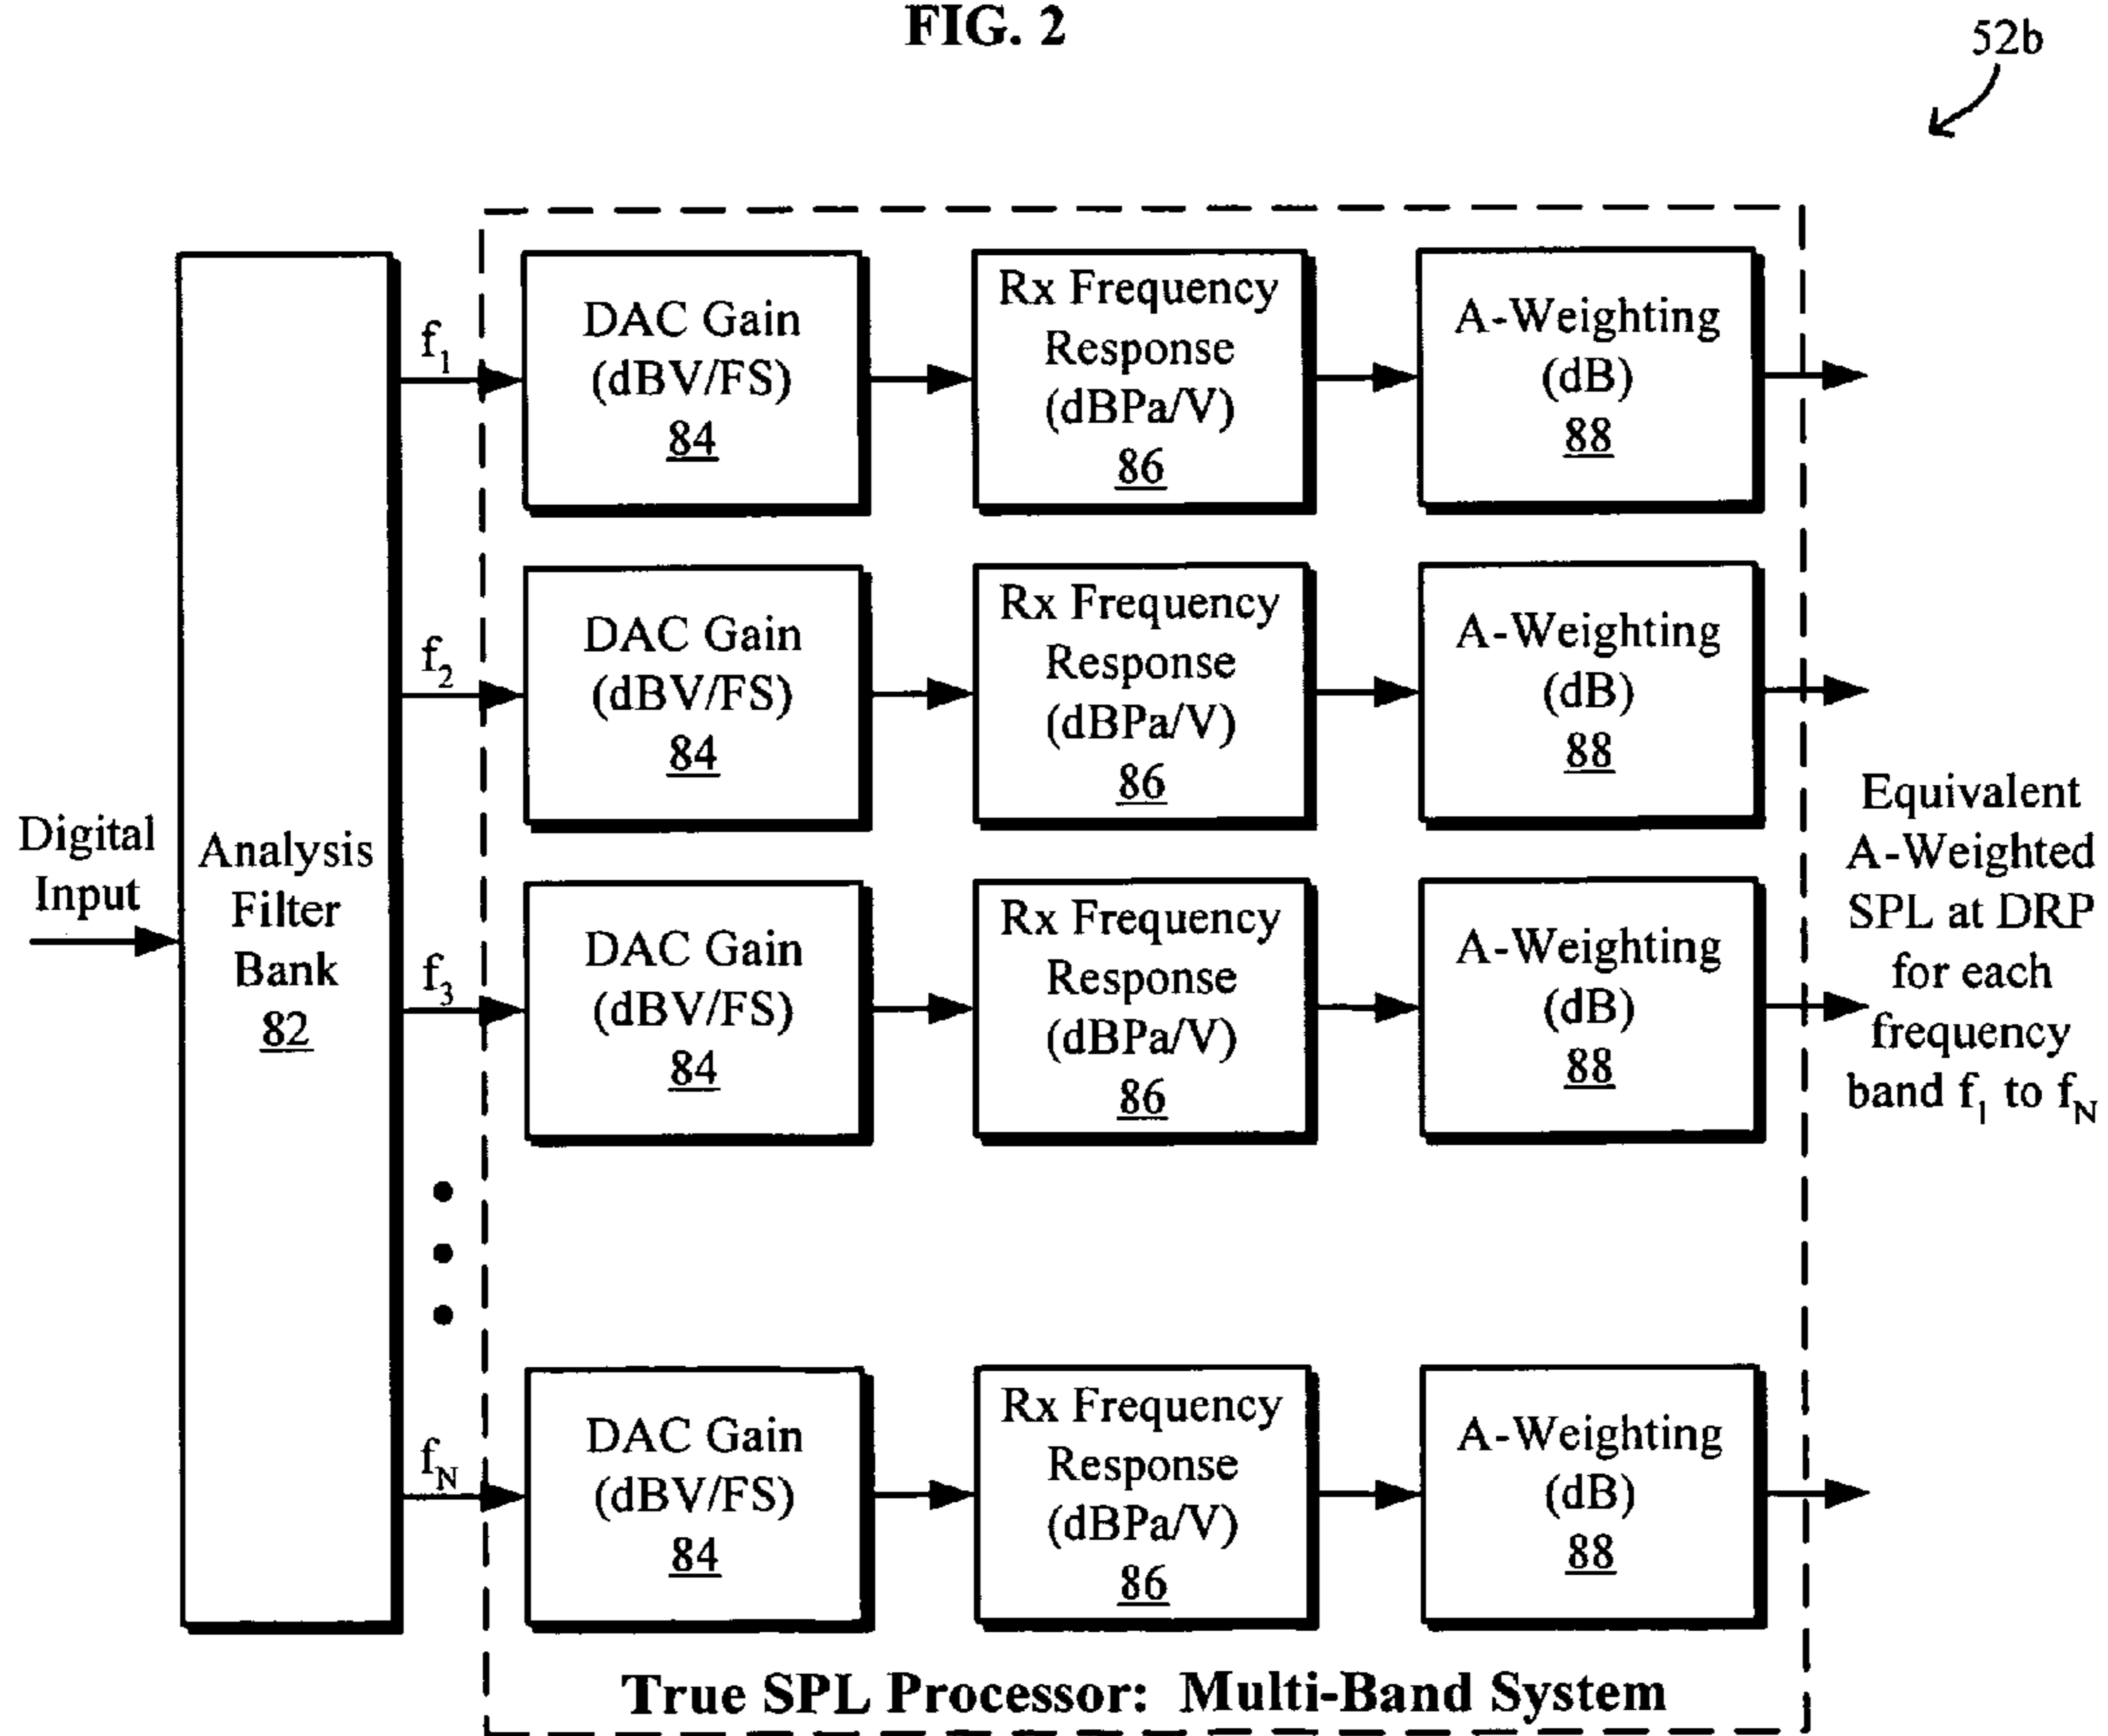 FIG. 2
52b
Digital
Input
Analysis
Filter
Bank
82
f1
DAC Gain
(dBV/FS)
84
Rx Frequency
Response
(dBPa/V)
86
A-Weighting
(dB)
88
f2
DAC Gain
(dBV/FS)
84
Rx Frequency
Response
(dBPa/V)
86
A-Weighting
(dB)
88
f3
DAC Gain
(dBV/FS)
84
Rx Frequency
Response
(dBPa/V)
86
A-Weighting
(dB)
88
fN
DAC Gain
(dBV/FS)
84
Rx Frequency
Response
(dBPa/V)
86
A-Weighting
(dB)
88
Equivalent
A-Weighted
SPL at DRP
for each
frequency
band f1 to fN
True SPL Processor: Multi-Band System